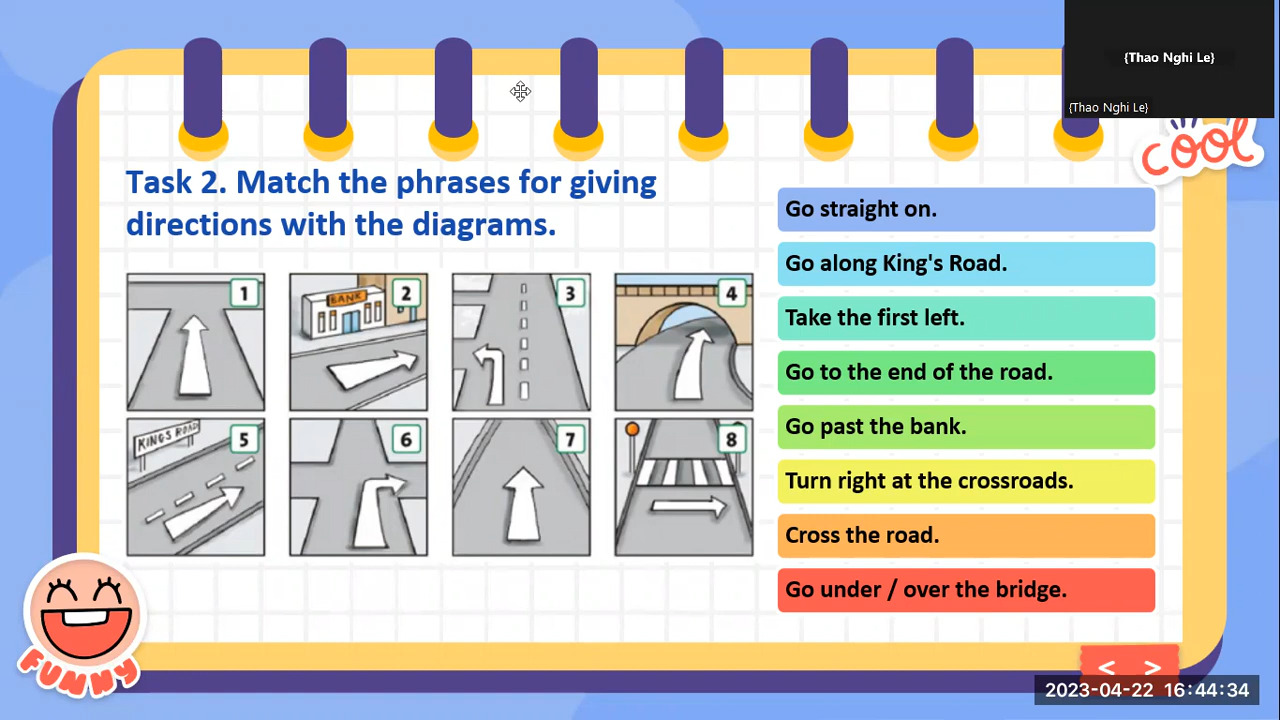 {Thao Nghi Le}
{Thao Nghi Le}
cool
Task 2. Match the phrases for giving
directions with the diagrams.
1
2
BANK
3
4
5
KINGS ROAD
6
7
8
Go straight on.
Go along King's Road.
Take the first left.
Go to the end of the road.
Go past the bank.
Turn right at the crossroads.
Cross the road.
Go under / over the bridge.
FUNNY
< >
2023-04-22 16:44:34